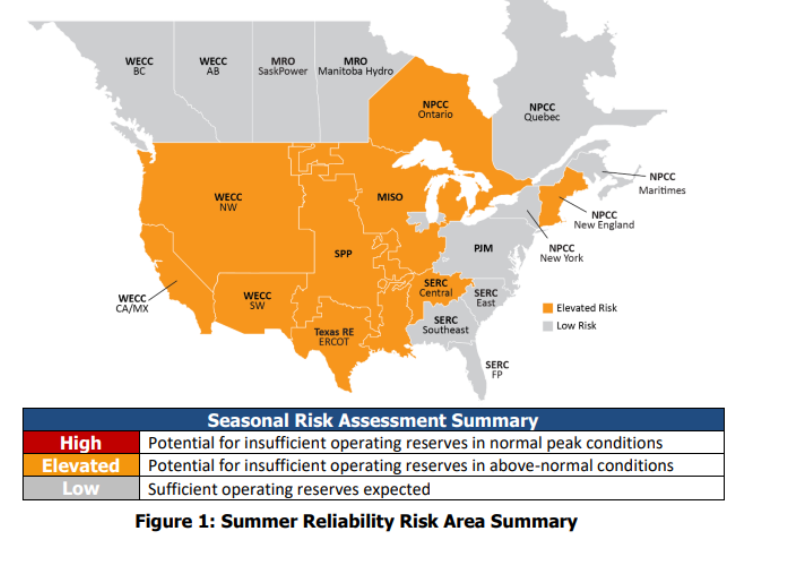 WECC
BC
WECC
AB
MRO
SaskPower
MRO
Manitoba Hydro
NPCC
Ontario
NPCC
Quebec
NPCC
Maritimes
WECC
NW
MISO
NPCC
New England
SPP
PJM
NPCC
New York
WECC
CA/MX
WECC
SW
SERC
Central
SERC
East
Elevated Risk
Low Risk
SERC
Southeast
Texas RE
ERCOT
SERC
FP
Seasonal Risk Assessment Summary
High Potential for insufficient operating reserves in normal peak conditions
Elevated Potential for insufficient operating reserves in above-normal conditions
Low Sufficient operating reserves expected
Figure 1: Summer Reliability Risk Area Summary